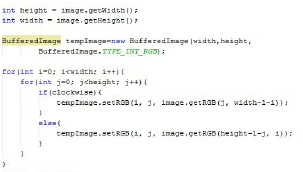 int height = image.getWidth();
int width = image.getHeight();
BufferedImage tempImage=new BufferedImage(width,height,
BufferedImage.TYPE_INT_RGB);
for(int i=0; i<width; i++){
for(int j=0; j<height; j++){
if(clockwise){
tempImage.setRGB(i, j, image.getRGB(j, width-1-i));
}
else{
tempImage.setRGB(i, j, image.getRGB(height-1-j, i));
}
}
}